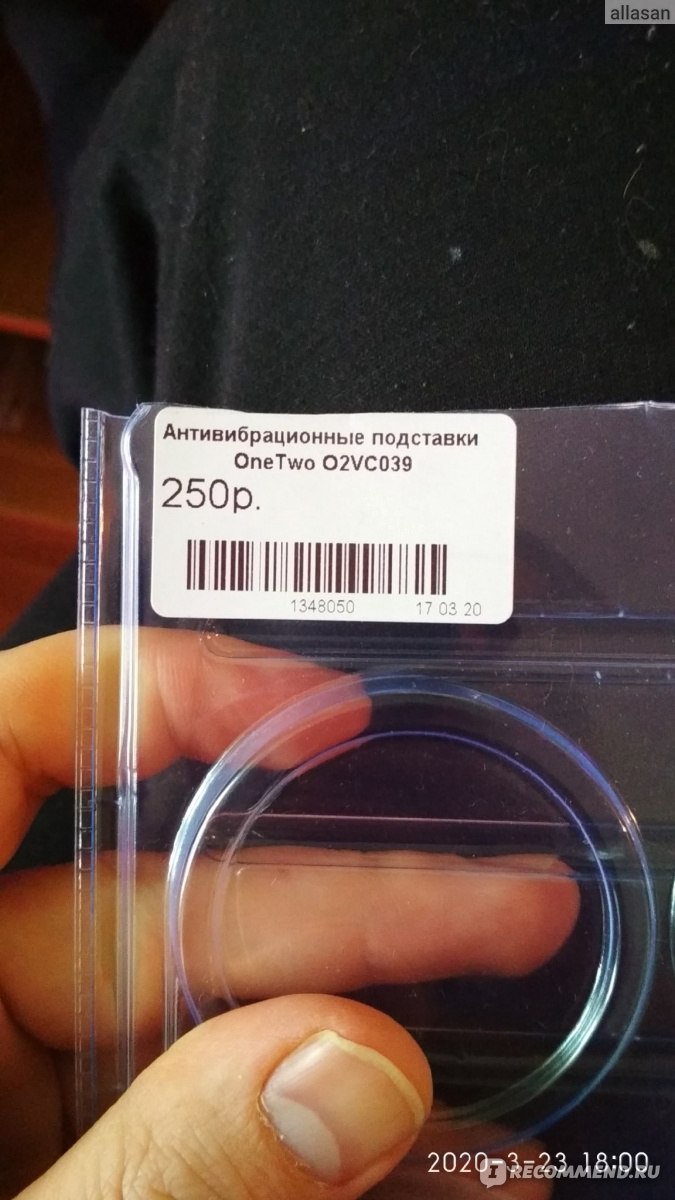 allasan
Антивибрационные подставки
OneTwo O2VC039
250р.
1348050 17 03 20
2020-3-23 18:00
IRECOMMEND.RU